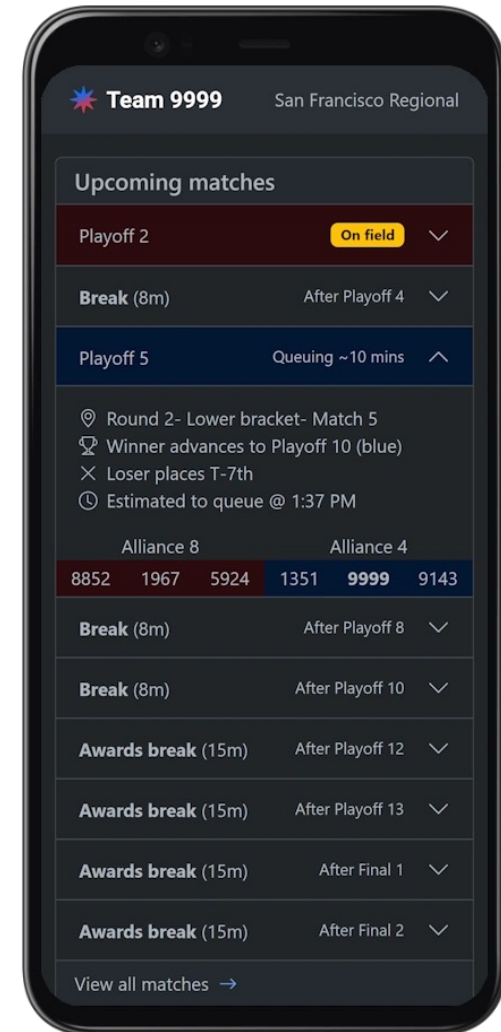 Team 9999 San Francisco Regional
Upcoming matches
Playoff 2 On field
Break (8m) After Playoff 4
Playoff 5 Queuing ~10 mins
Round 2- Lower bracket- Match 5
Winner advances to Playoff 10 (blue)
Loser places T-7th
Estimated to queue @ 1:37 PM
Alliance 8 Alliance 4
8852 1967 5924 1351 9999 9143
Break (8m) After Playoff 8
Break (8m) After Playoff 10
Awards break (15m) After Playoff 12
Awards break (15m) After Playoff 13
Awards break (15m) After Final 1
Awards break (15m) After Final 2
View all matches →